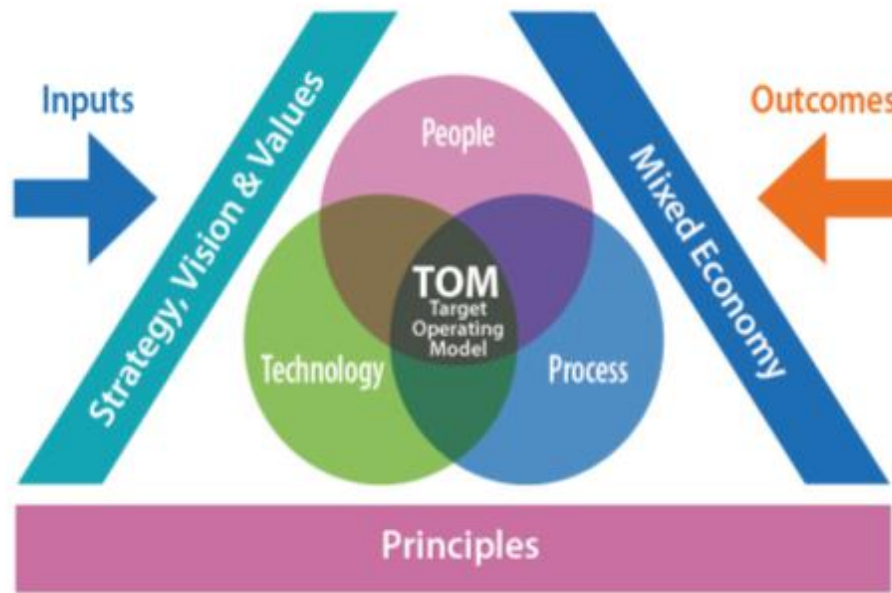 Inputs
Strategy, Vision & Values
People
Mixed Economy
Outcomes
TOM
Target
Operating
Model
Technology
Process
Principles